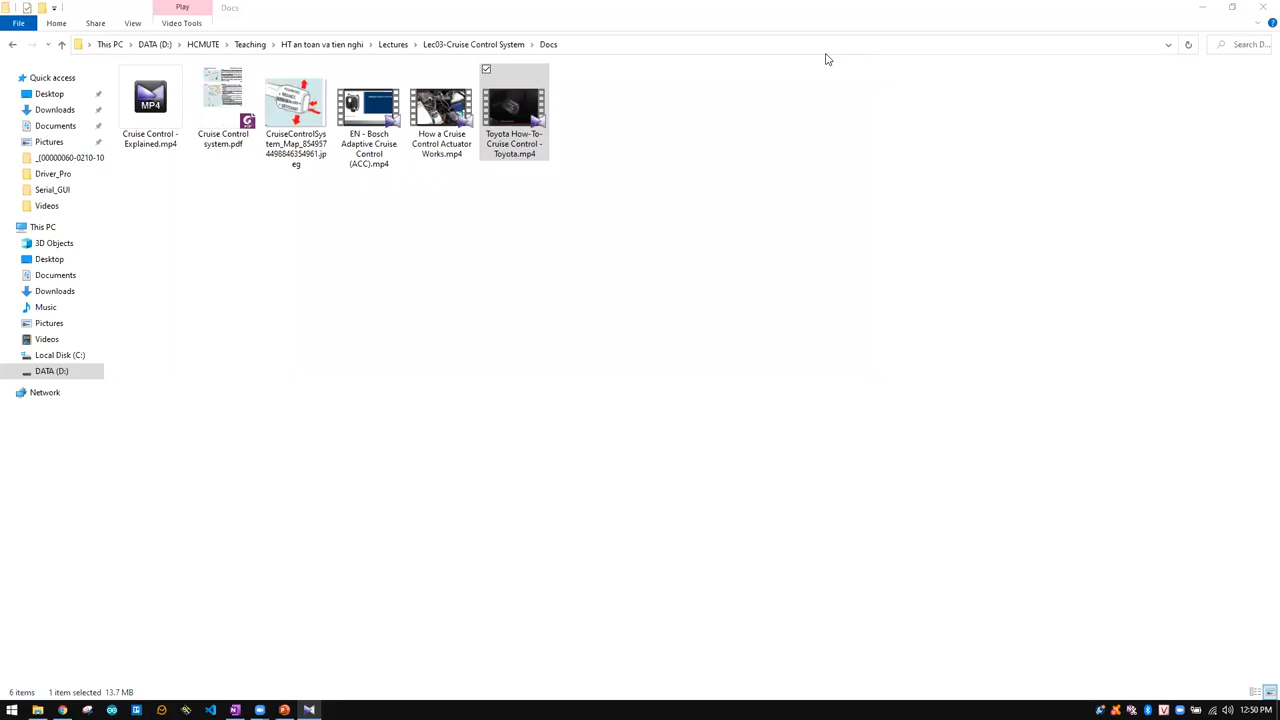 Play
Docs
File
Home
Share
View
Video Tools
This PC
DATA (D:)
HCMUTE
Teaching
HT an toan va tien nghi
Lectures
Lec03-Cruise Control System
Docs
Search D...
Quick access
Desktop
Downloads
Documents
Pictures
_(00000060-0210-10
Driver_Pro
Serial_GUI
Videos
This PC
3D Objects
Desktop
Documents
Downloads
Music
Pictures
Videos
Local Disk (C:)
DATA (D:)
Network
MP4
Cruise Control -
Explained.mp4
Cruise Control
system.pdf
CruiseControlSys
tem_Map_854957
4498846354961.jp
eg
EN - Bosch
Adaptive Cruise
Control
(ACC).mp4
How a Cruise
Control Actuator
Works.mp4
Toyota How-To-
Cruise Control -
Toyota.mp4
6 items
1 item selected
13.7 MB
12:50 PM